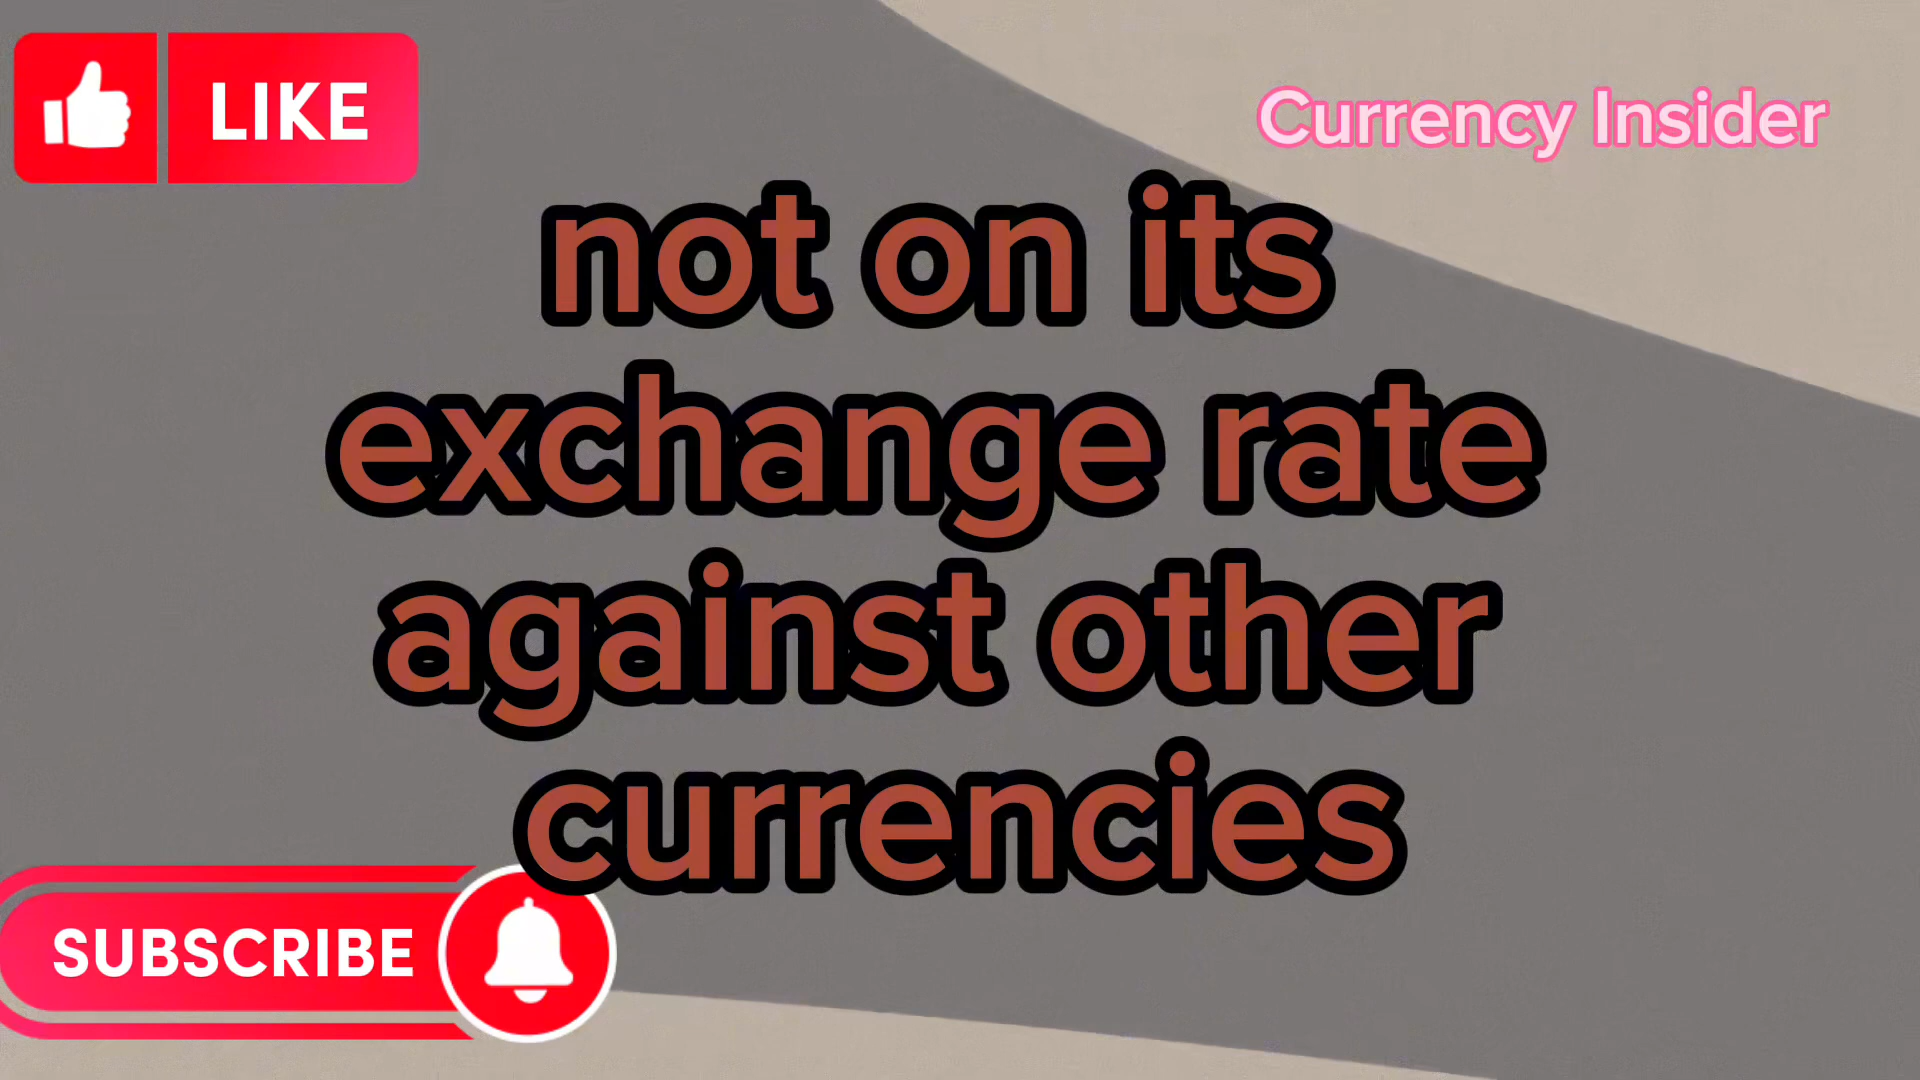 LIKE
Currency Insider
not on its
exchange rate
against other
currencies
SUBSCRIBE